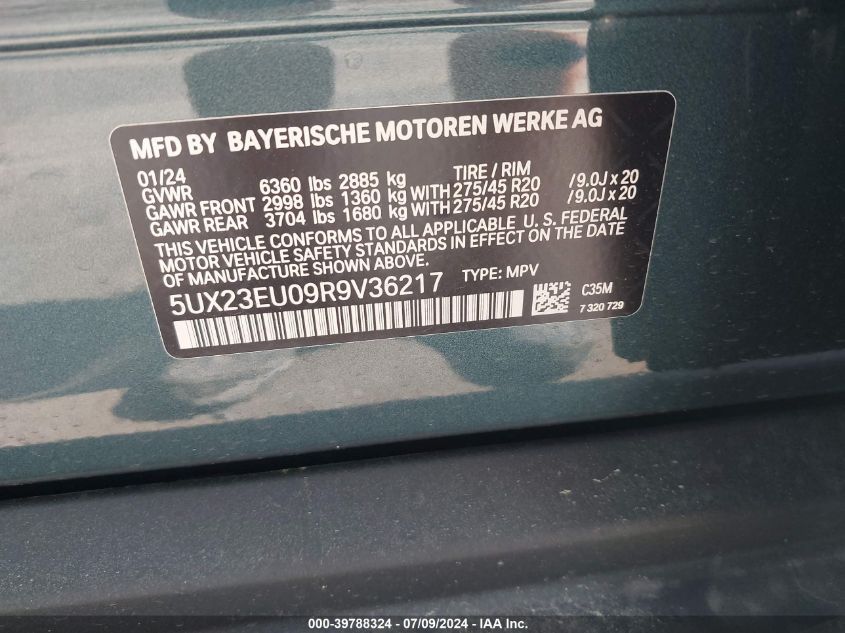 MFD BY BAYERISCHE MOTOREN WERKE AG
01/24 TIRE / RIM
GVWR 6360 lbs 2885 kg
GAWR FRONT 2998 lbs 1360 kg WITH 275/45 R20 /9.0J x 20
GAWR REAR 3704 lbs 1680 kg WITH 275/45 R20 /9.0J x 20
THIS VEHICLE CONFORMS TO ALL APPLICABLE U. S. FEDERAL
MOTOR VEHICLE SAFETY STANDARDS IN EFFECT ON THE DATE
OF MANUFACTURE SHOWN ABOVE.
5UX23EU09R9V36217 TYPE: MPV
C35M
7 320 729
000-39788324 / 07/09/2024 - IAA Inc.